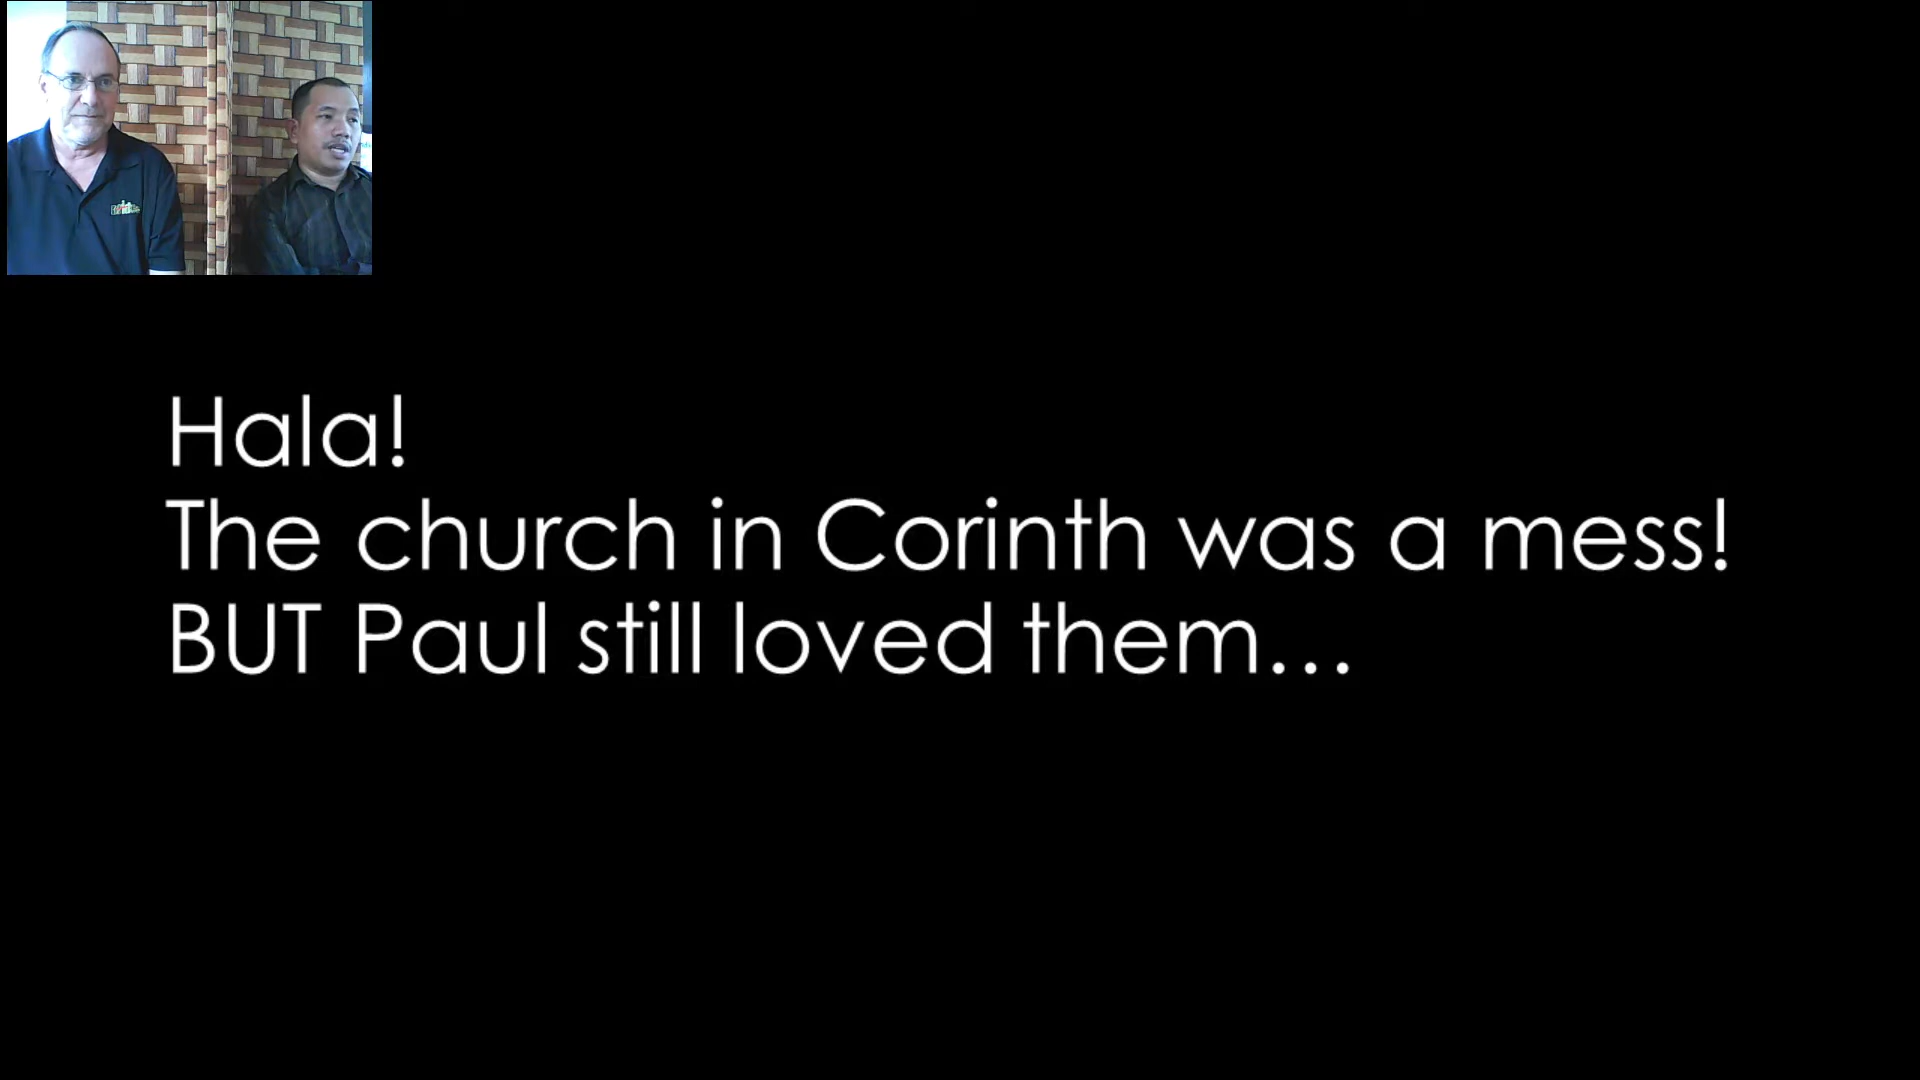 Hala!
The church in Corinth was a mess!
BUT Paul still loved them…